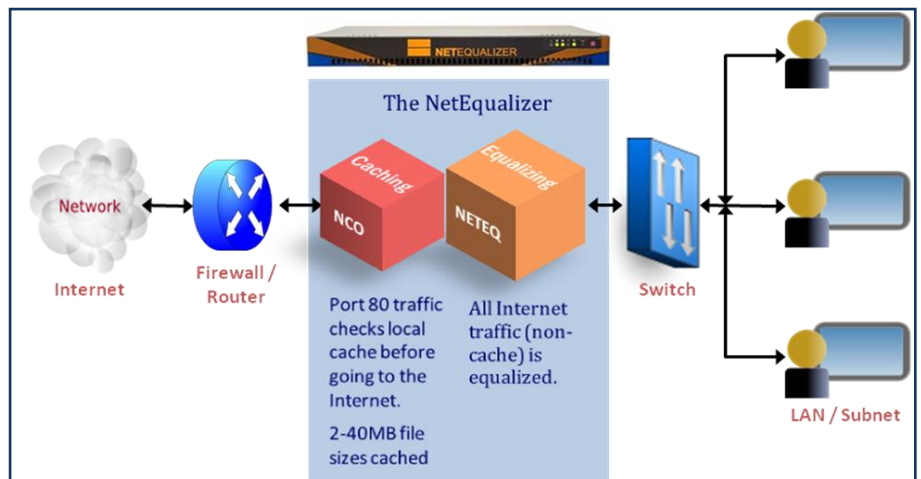 NETEQUALIZER
The NetEqualizer
Caching
NCO
Equalizing
NETEQ
Network
Internet
Firewall /
Router
Port 80 traffic
checks local
cache before
going to the
Internet.
2-40MB file
sizes cached
All Internet
traffic (non-
cache) is
equalized.
Switch
LAN / Subnet